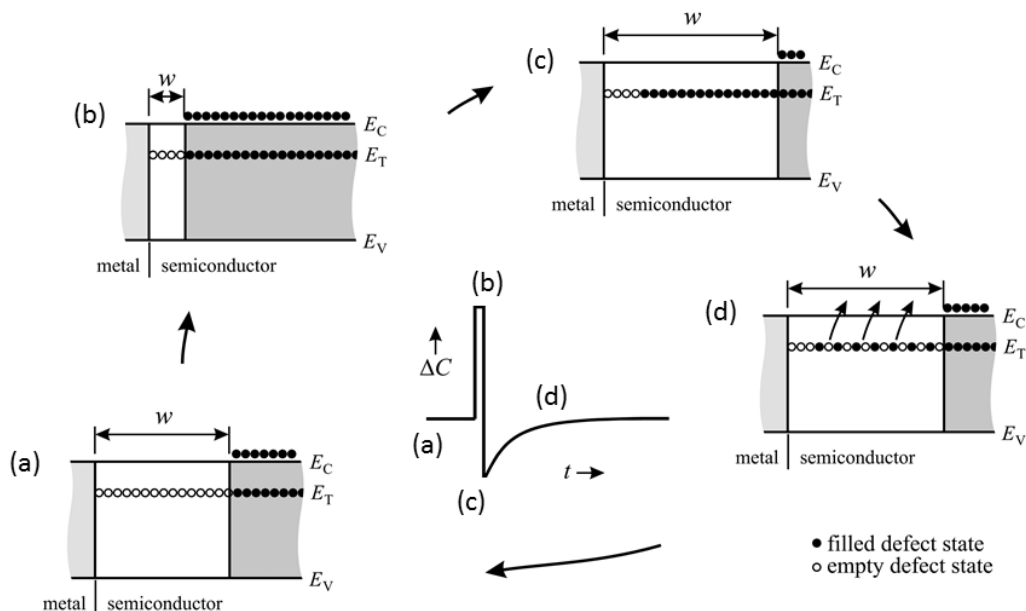 (b)
w
E_C
E_T
E_V
metal semiconductor
(c)
w
E_C
E_T
E_V
metal semiconductor
(d)
w
E_C
E_T
E_V
metal semiconductor
(a)
w
E_C
E_T
E_V
metal semiconductor
(b)
ΔC
(d)
(a)
t
(c)
filled defect state
empty defect state